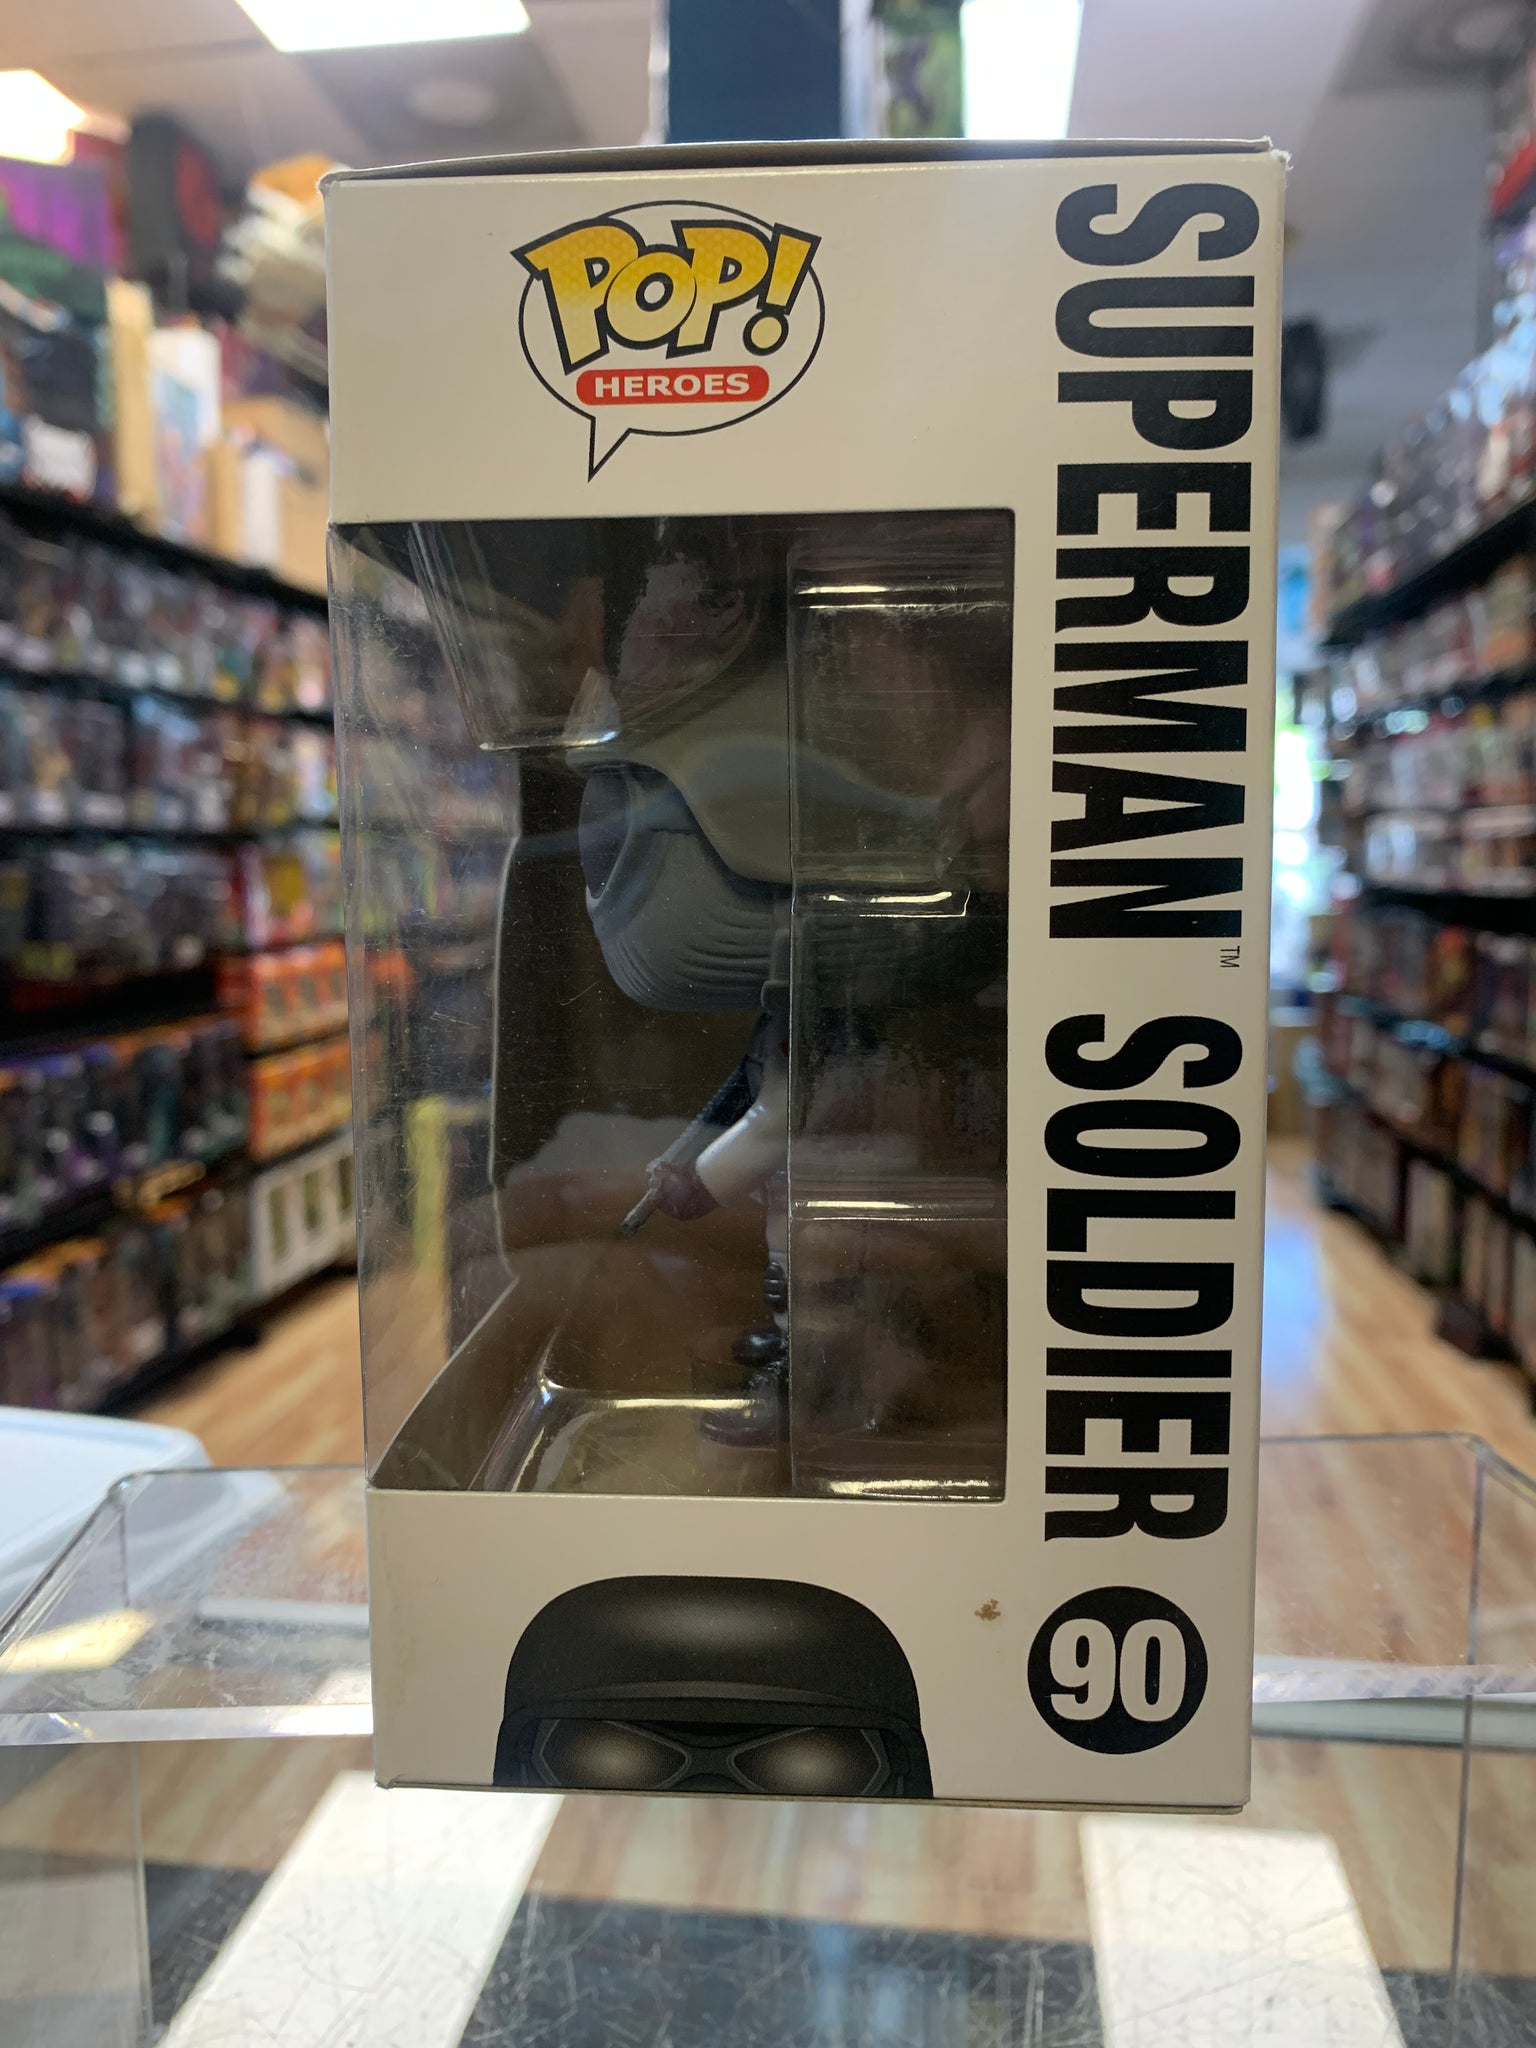 POP!
HEROES
SUPERMAN™ SOLDIER
90